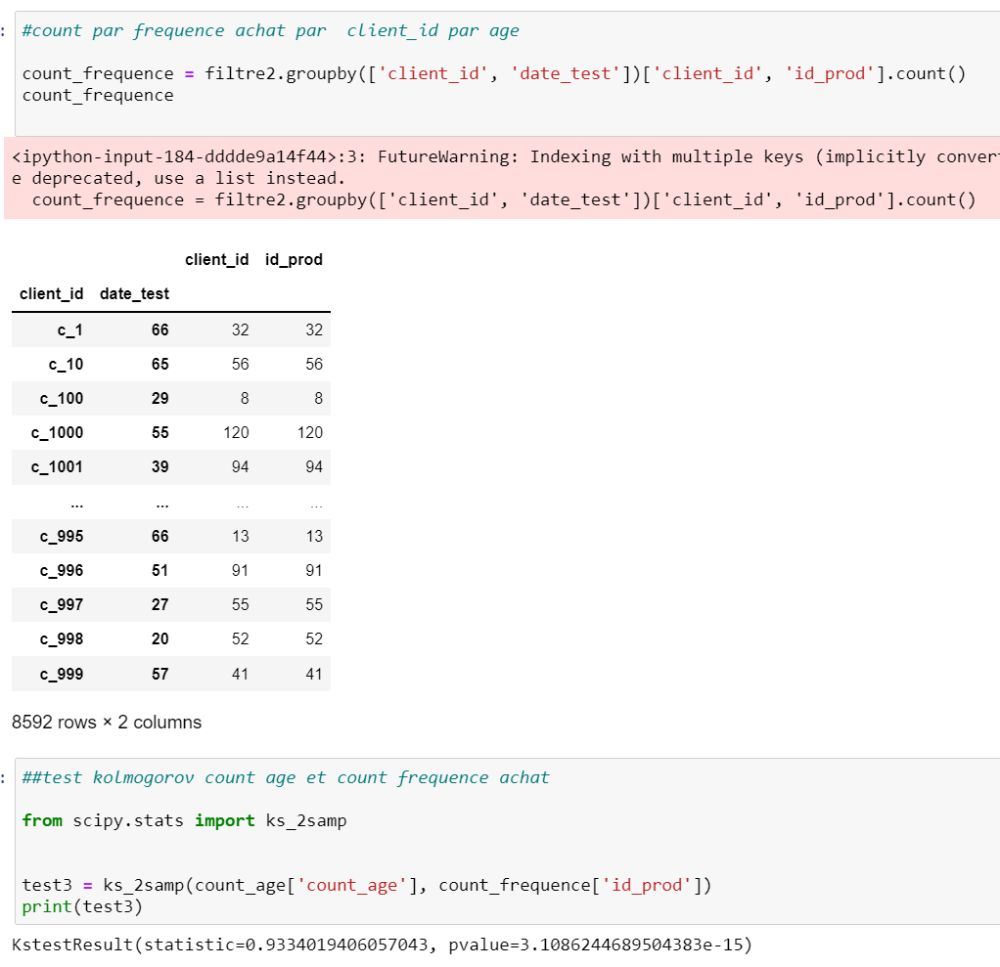 #count par frequence achat par  client_id par age
count_frequence = filtre2.groupby(['client_id', 'date_test'])['client_id', 'id_prod'].count()
count_frequence
<ipython-input-184-dddde9a14f44>:3: FutureWarning: Indexing with multiple keys (implicitly conver
e deprecated, use a list instead.
  count_frequence = filtre2.groupby(['client_id', 'date_test'])['client_id', 'id_prod'].count()
client_id id_prod
client_id date_test
c_1 66 32 32
c_10 65 56 56
c_100 29 8 8
c_1000 55 120 120
c_1001 39 94 94
... ... ... ...
c_995 66 13 13
c_996 51 91 91
c_997 27 55 55
c_998 20 52 52
c_999 57 41 41
8592 rows × 2 columns
##test kolmogorov count age et count frequence achat
from scipy.stats import ks_2samp
test3 = ks_2samp(count_age['count_age'], count_frequence['id_prod'])
print(test3)
KstestResult(statistic=0.9334019406057043, pvalue=3.1086244689504383e-15)